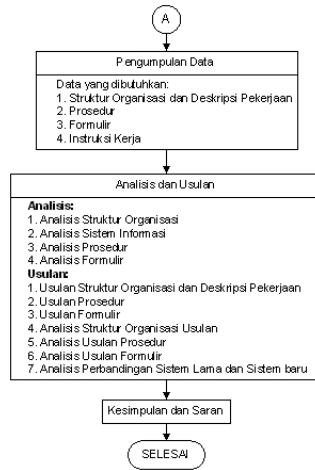 A
Pengumpulan Data
Data yang dibutuhkan:
1. Struktur Organisasi dan Deskripsi Pekerjaan
2. Prosedur
3. Formulir
4. Instruksi Kerja
Analisis dan Usulan
Analisis:
1. Analisis Struktur Organisasi
2. Analisis Sistem Informasi
3. Analisis Prosedur
4. Analisis Formulir
Usulan:
1. Usulan Struktur Organisasi dan Deskripsi Pekerjaan
2. Usulan Prosedur
3. Usulan Formulir
4. Analisis Struktur Organisasi Usulan
5. Analisis Usulan Prosedur
6. Analisis Usulan Formulir
7. Analisis Perbandingan Sistem Lama dan Sistem baru
Kesimpulan dan Saran
SELESAI